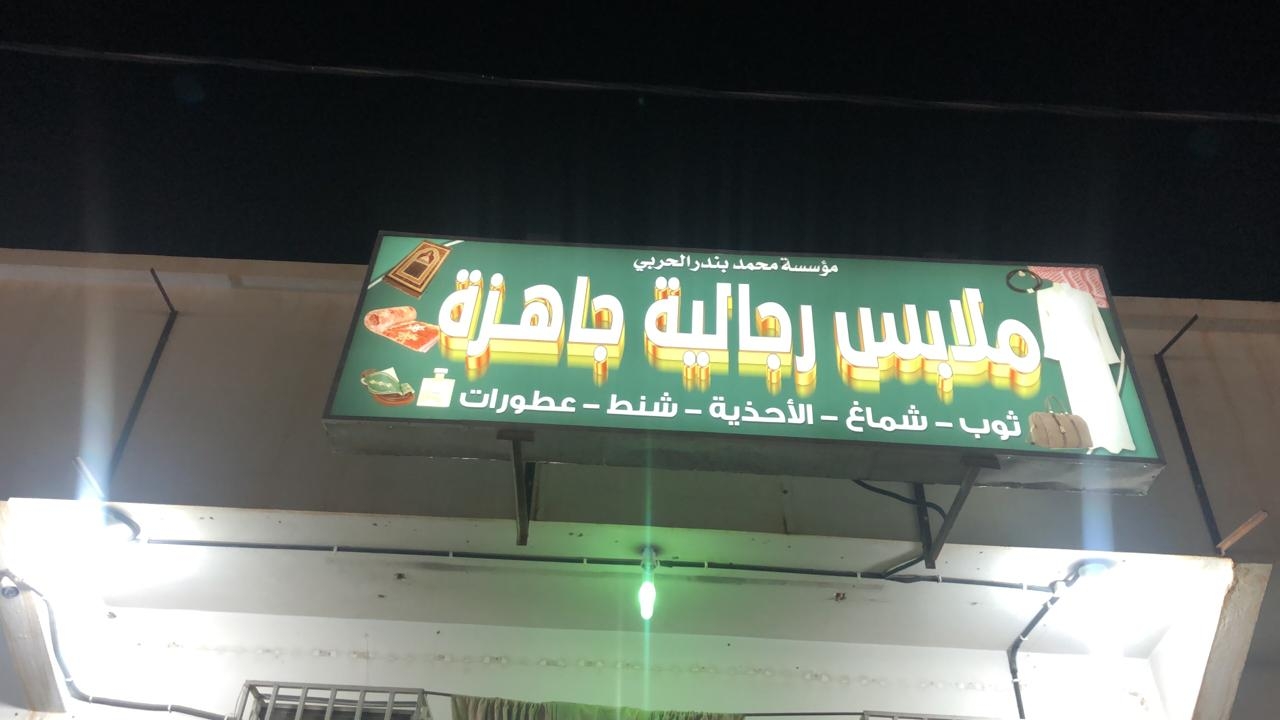 مؤسسة محمد بندر الحربي
ملابس رجالية جاهزة
ثوب - شماغ - الأحذية - شنط - عطورات